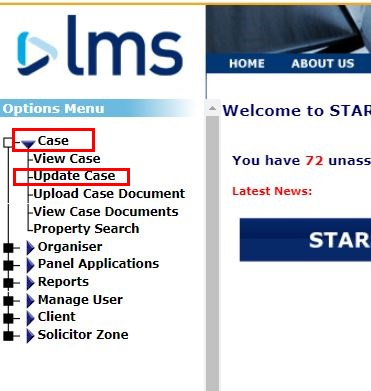 lms
HOME ABOUT US
Options Menu
Welcome to STAR
Case
View Case
You have 72 unass
Update Case
Latest News:
Upload Case Document
View Case Documents
Property Search
STAR
Organiser
Panel Applications
Reports
Manage User
Client
Solicitor Zone